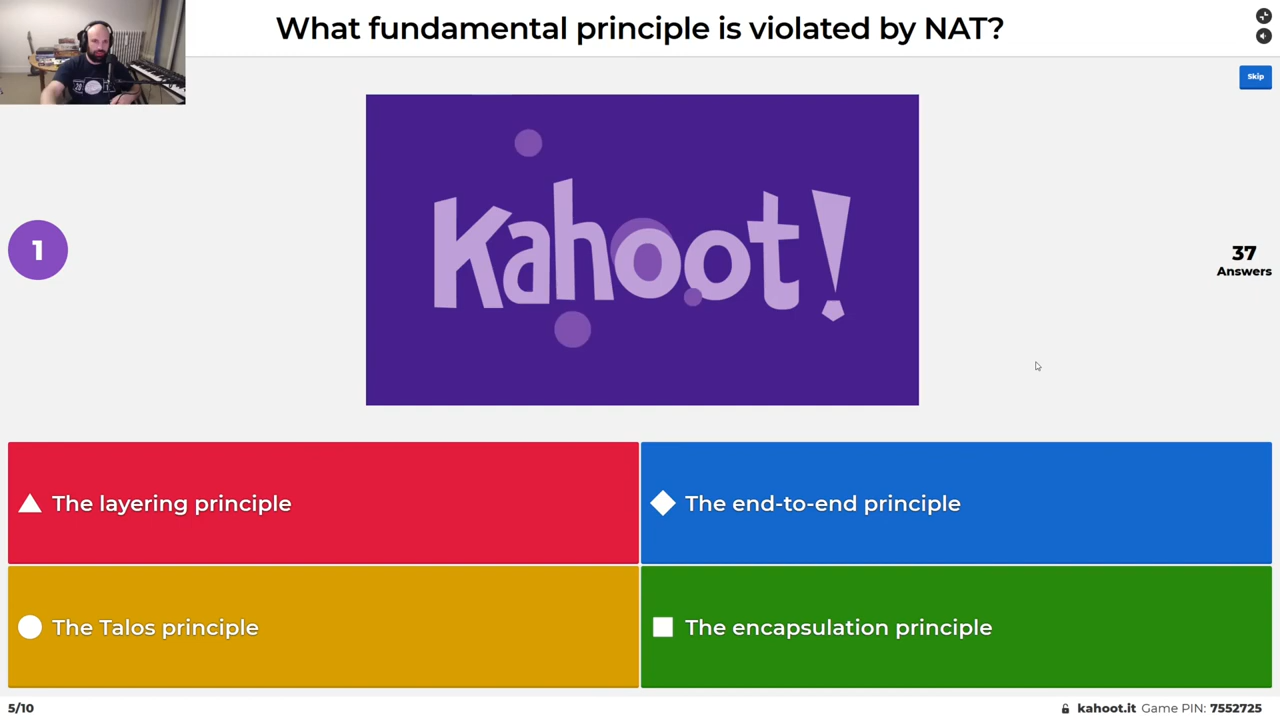 What fundamental principle is violated by NAT?
Skip
Kahoot!
1
37
Answers
The layering principle
The end-to-end principle
The Talos principle
The encapsulation principle
5/10
kahoot.it Game PIN: 7552725